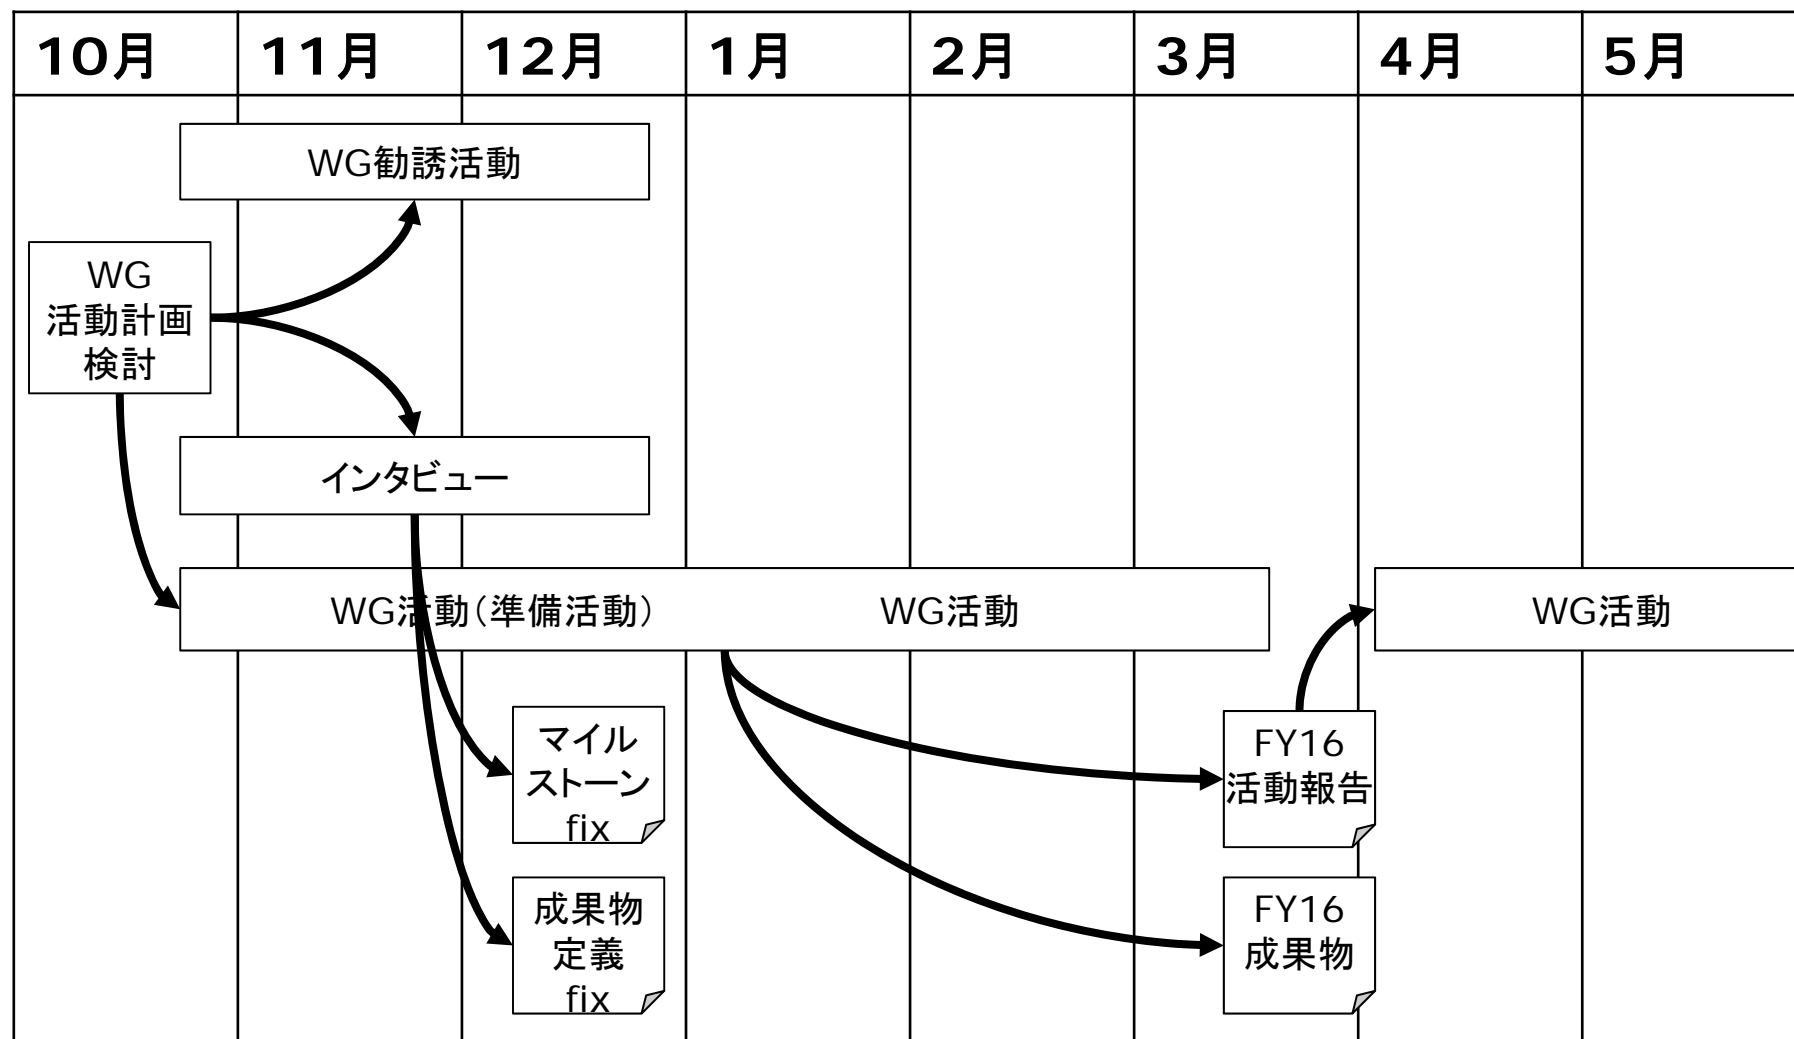 10月 11月 12月 1月 2月 3月 4月 5月
WG勧誘活動
WG
活動計画
検討
インタビュー
WG活動(準備活動) WG活動 WG活動
マイル
ストーン
fix
FY16
活動報告
成果物
定義
fix
FY16
成果物